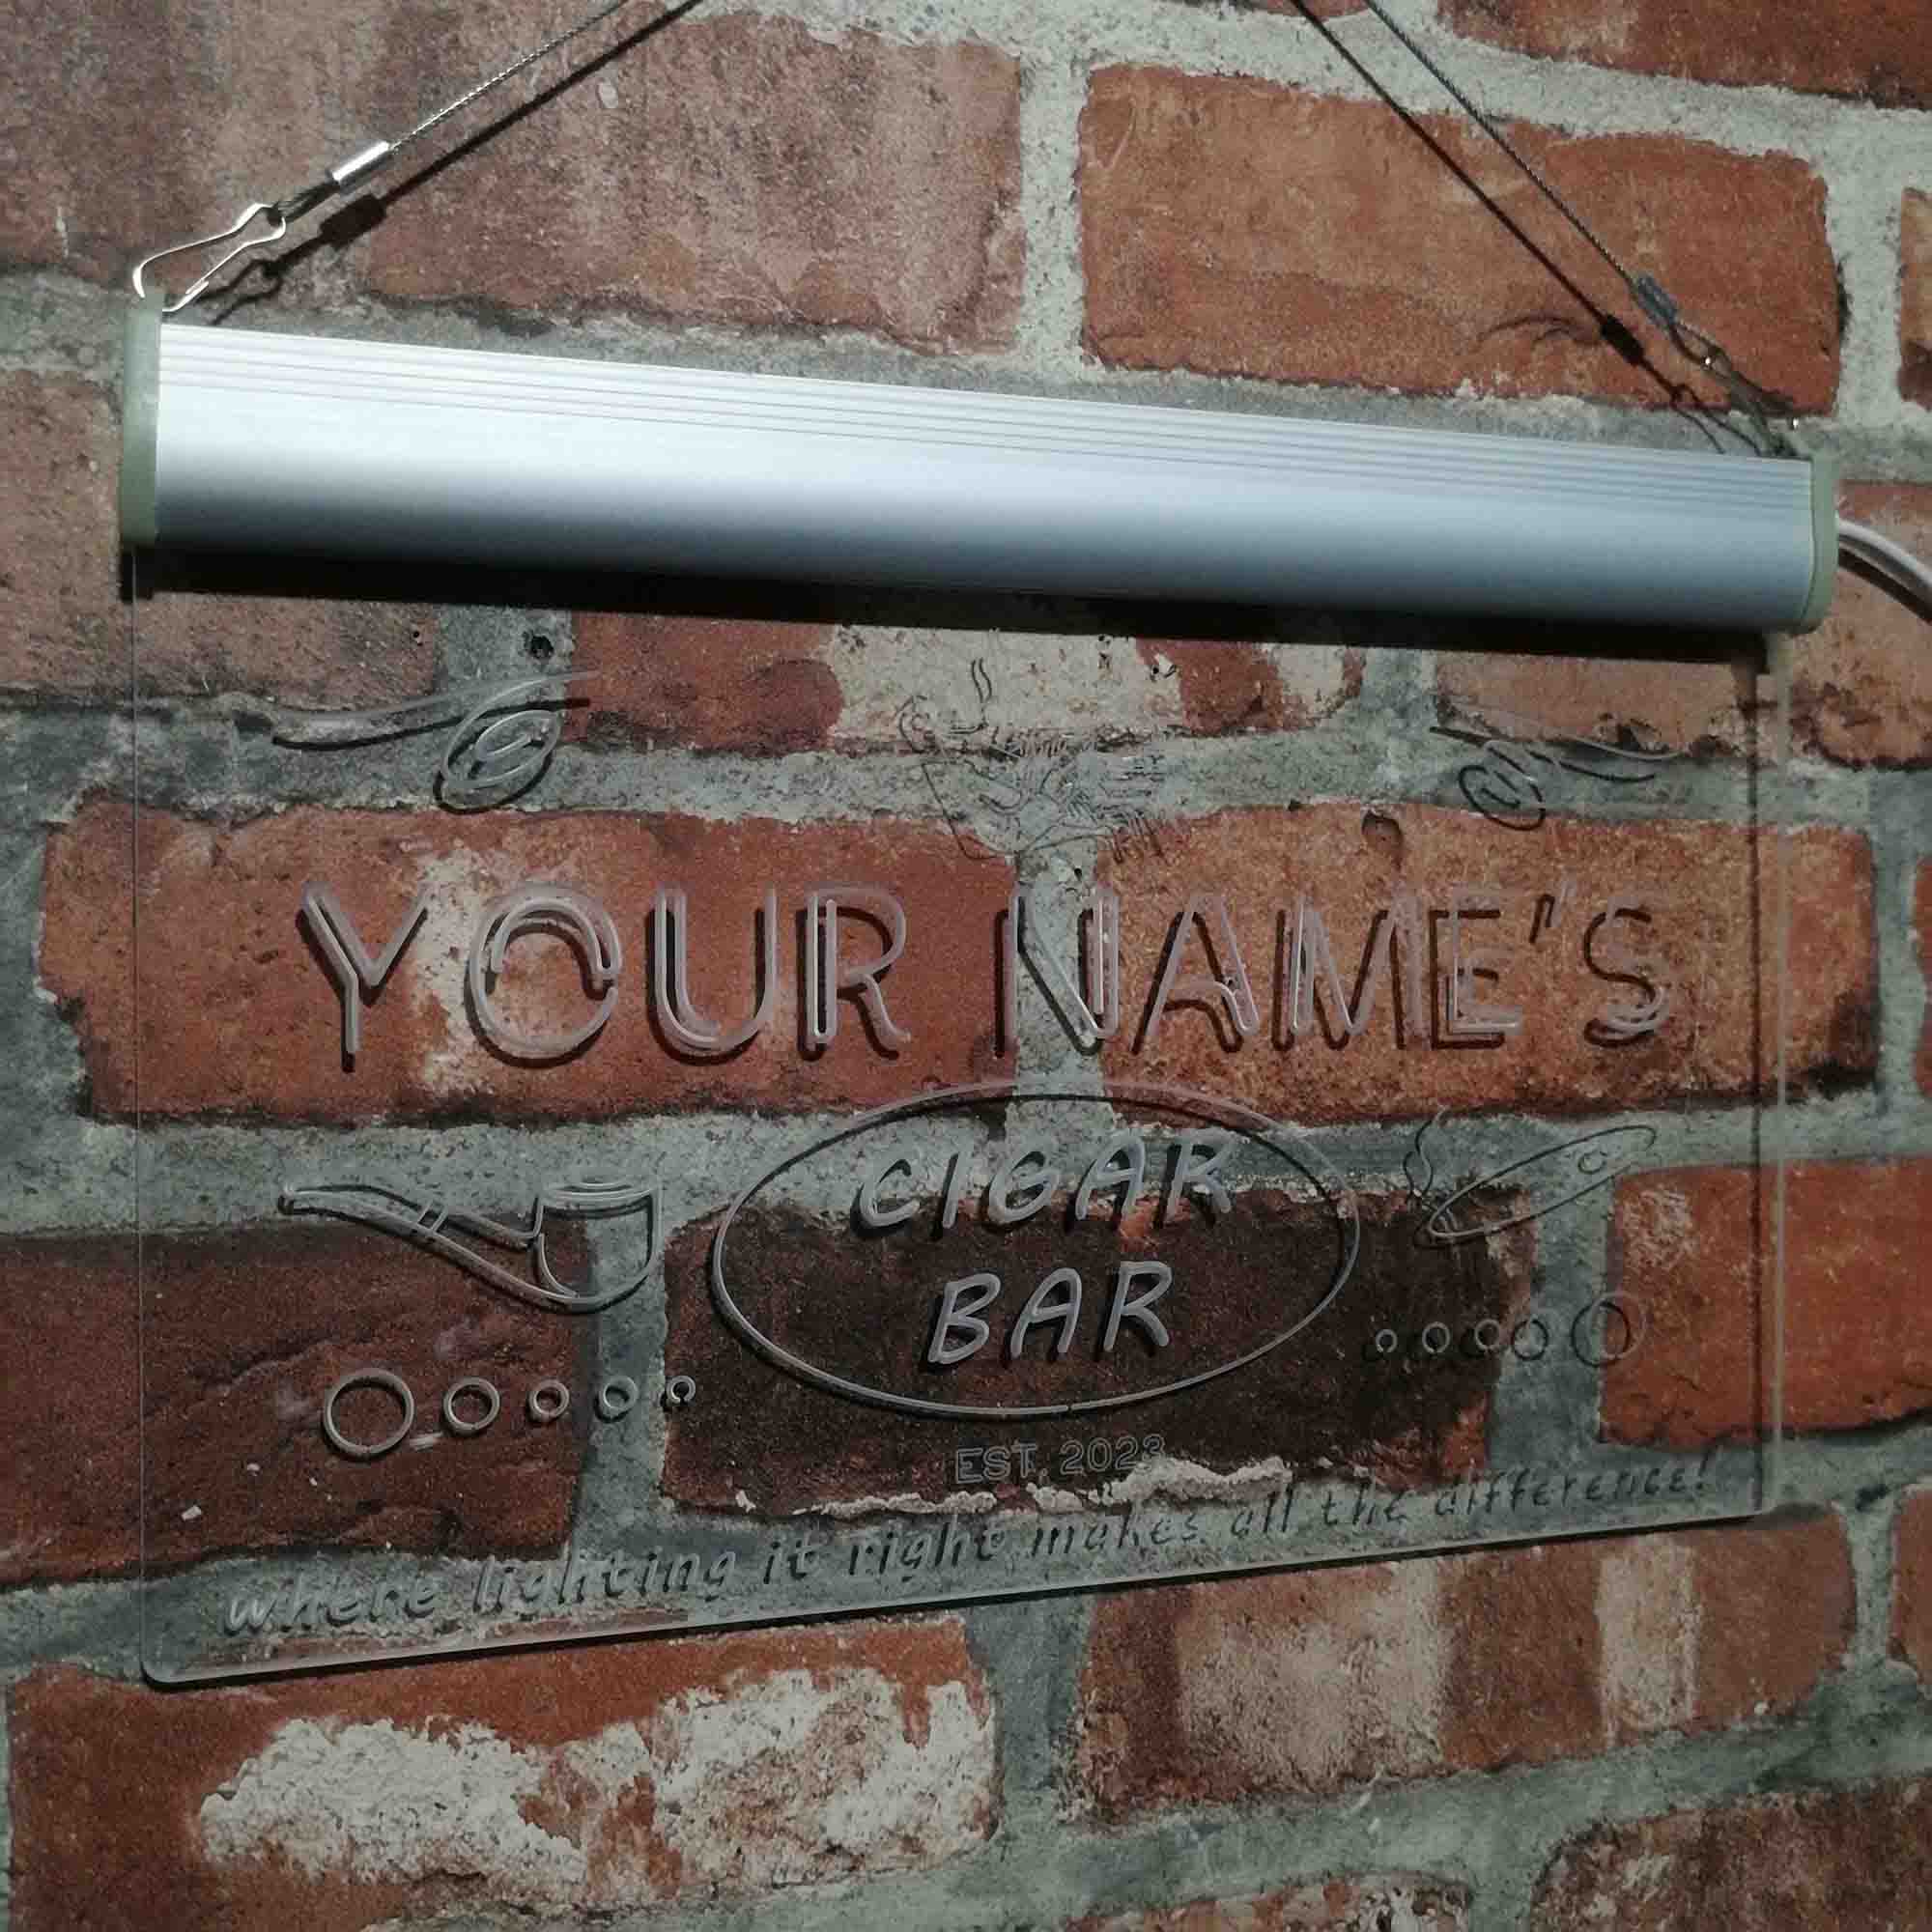 YOUR NAME'S
CIGAR
BAR
EST 2023
where lighting it right makes all the difference!